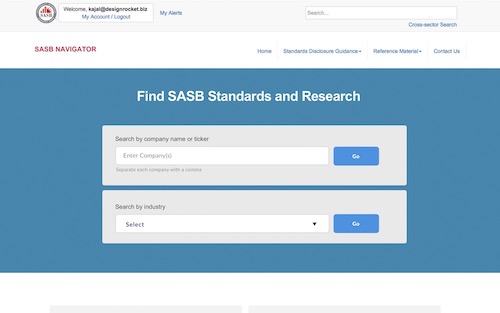 SASB
Welcome, kajal@designrocket.biz
My Account / Logout
My Alerts
Search...
Cross-sector Search
SASB NAVIGATOR
Home
Standards Disclosure Guidance
Reference Material
Contact Us
Find SASB Standards and Research
Search by company name or ticker
Enter Company(s)
Go
Separate each company with a comma
Search by industry
Select
Go